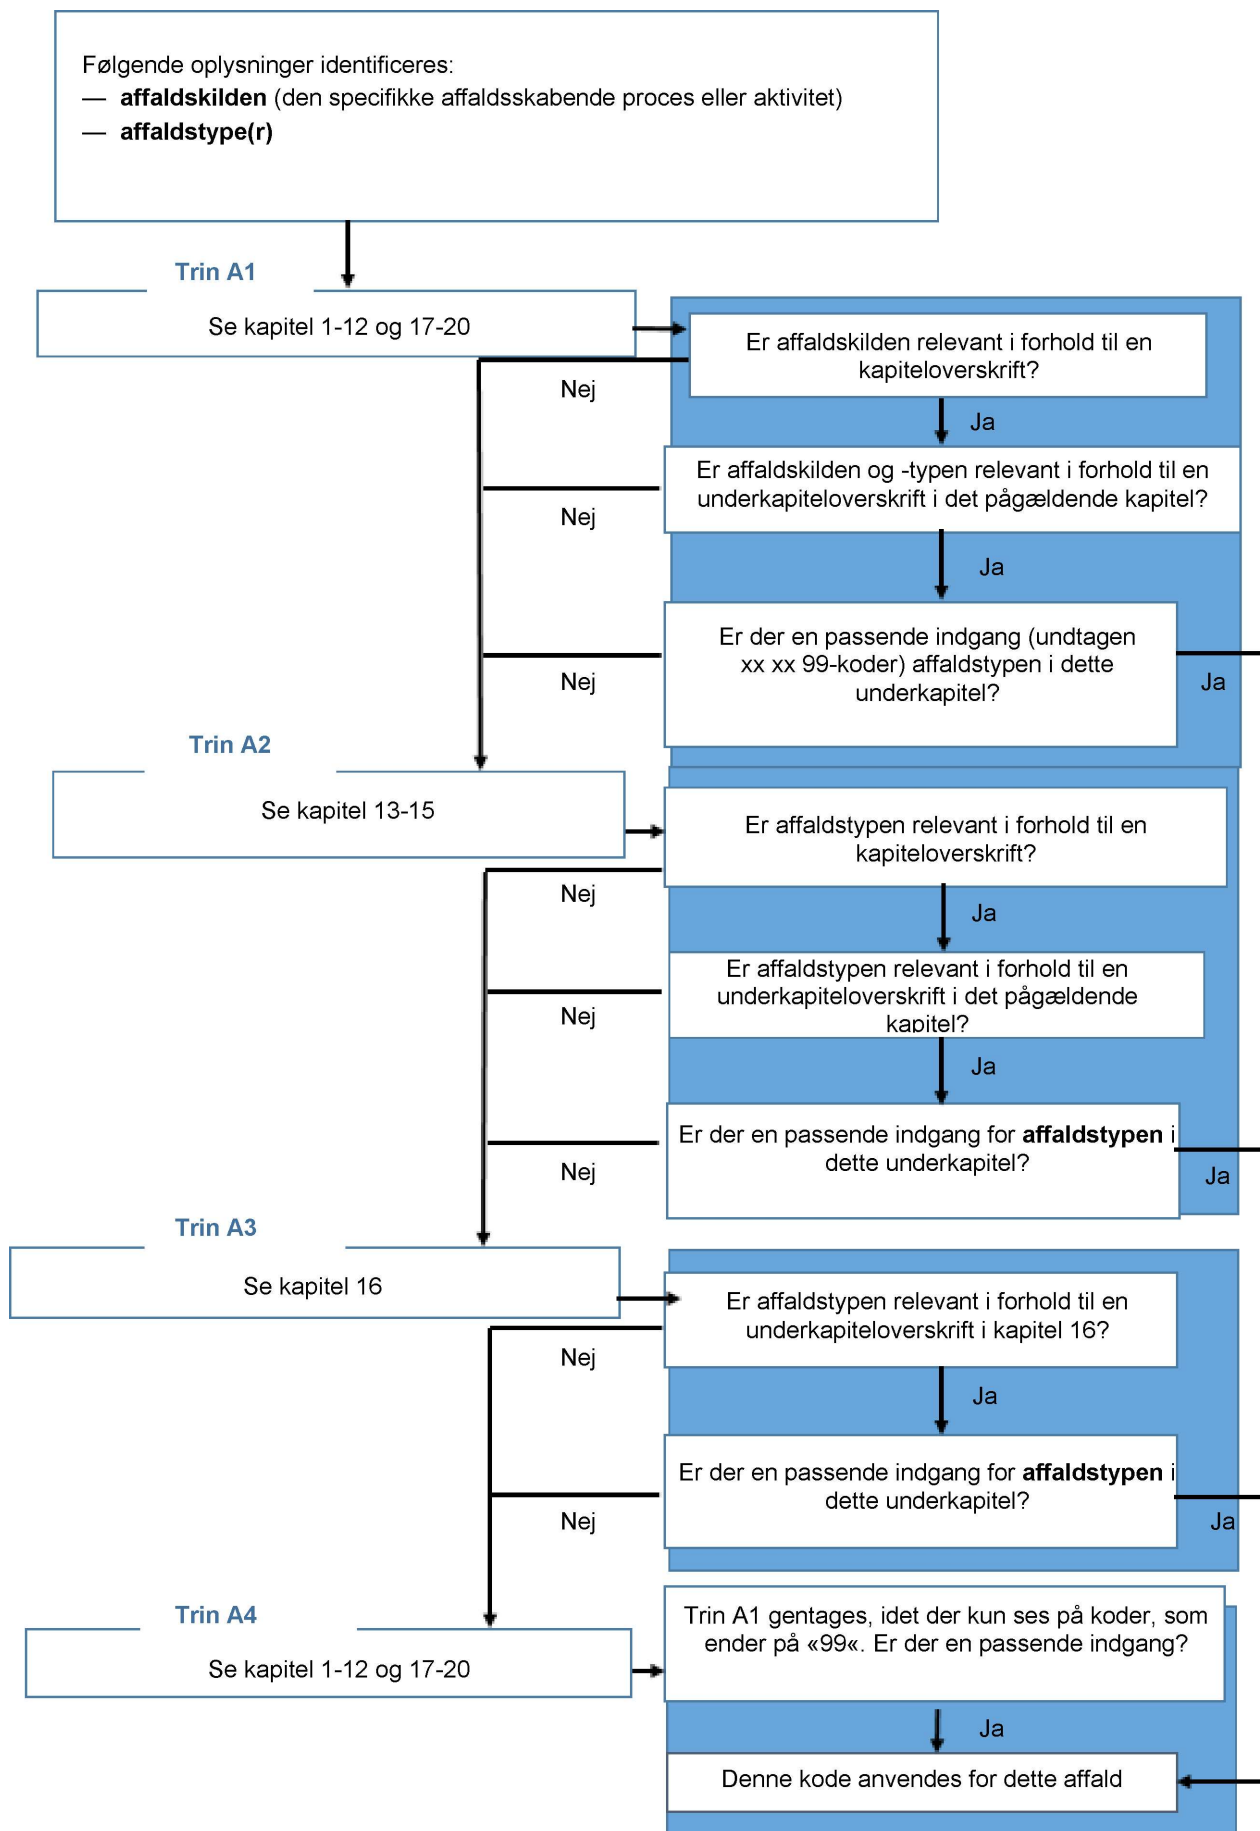 Følgende oplysninger identificeres:
— affaldskilden (den specifikke affaldsskabende proces eller aktivitet)
— affaldstype(r)
Trin A1
Se kapitel 1-12 og 17-20
Er affaldskilden relevant i forhold til en
kapiteloverskrift?
Nej
Ja
Er affaldskilden og -typen relevant i forhold til en
underkapiteloverskrift i det pågældende kapitel?
Nej
Ja
Er der en passende indgang (undtagen
xx xx 99-koder) affaldstypen i dette
underkapitel?
Nej
Ja
Trin A2
Se kapitel 13-15
Er affaldstypen relevant i forhold til en
kapiteloverskrift?
Nej
Ja
Er affaldstypen relevant i forhold til en
underkapiteloverskrift i det pågældende
kapitel?
Nej
Ja
Er der en passende indgang for affaldstypen i
dette underkapitel?
Nej
Ja
Trin A3
Se kapitel 16
Er affaldstypen relevant i forhold til en
underkapiteloverskrift i kapitel 16?
Nej
Ja
Er der en passende indgang for affaldstypen i
dette underkapitel?
Nej
Ja
Trin A4
Se kapitel 1-12 og 17-20
Trin A1 gentages, idet der kun ses på koder, som
ender på «99«. Er der en passende indgang?
Ja
Denne kode anvendes for dette affald